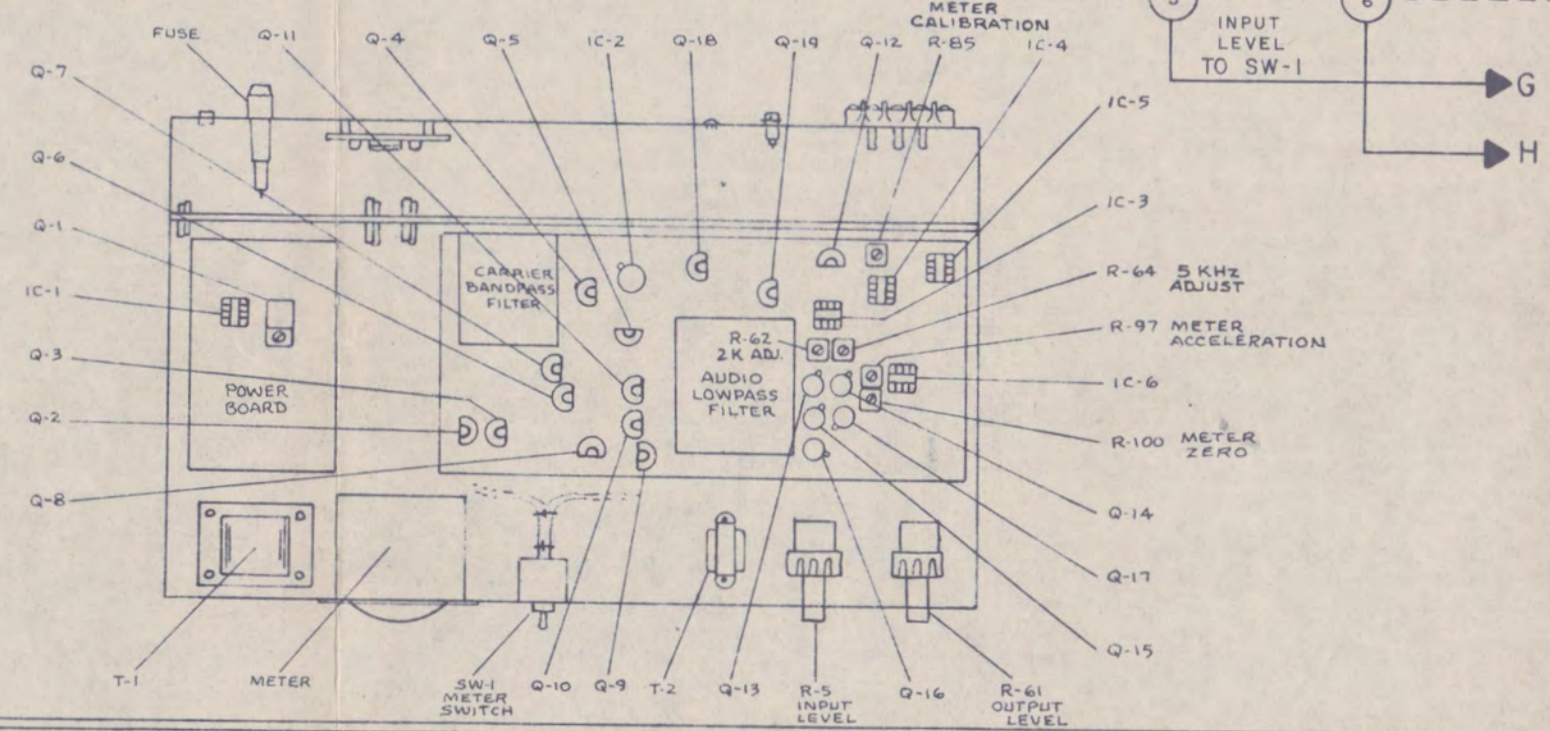 METER
CALIBRATION
R-85
FUSE
Q-11
Q-4
Q-5
IC-2
Q-18
Q-19
Q-12
IC-4
INPUT
LEVEL
TO SW-1
6
G
H
Q-7
Q-6
Q-1
IC-1
Q-3
Q-2
Q-8
IC-5
IC-3
R-64 5 KHz
ADJUST
R-97 METER
ACCELERATION
IC-6
R-100 METER
ZERO
Q-14
Q-17
Q-15
CARRIER
BANDPASS
FILTER
POWER
BOARD
R-62
2K ADJ.
AUDIO
LOWPASS
FILTER
T-1
METER
SW-1
METER
SWITCH
Q-10
Q-9
T-2
Q-13
R-5
INPUT
LEVEL
Q-16
R-61
OUTPUT
LEVEL